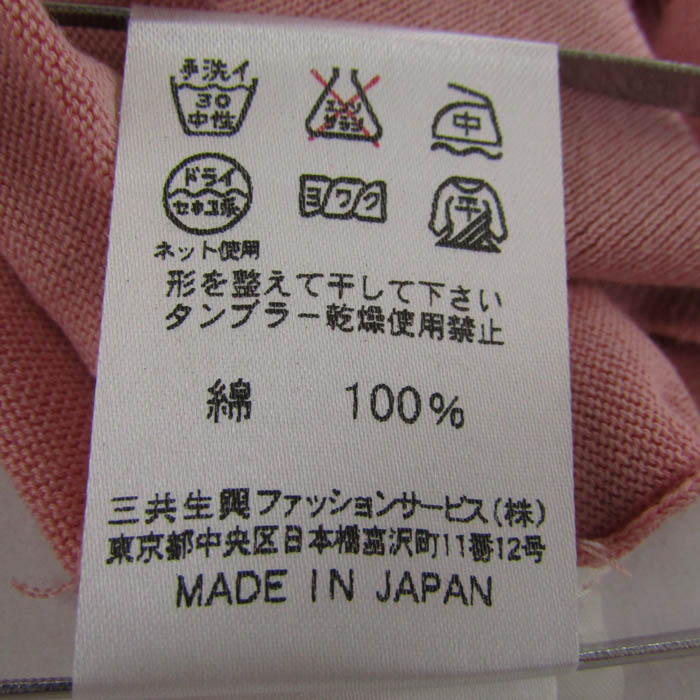 手洗イ
30
中性
エンソ
サラシ
中
ドライ
セキユ系
ヨワク
平
ネット使用
形を整えて干して下さい
タンブラー乾燥使用禁止
綿 100%
三共生興ファッションサービス(株)
東京都中央区日本橋富沢町11番12号
MADE IN JAPAN